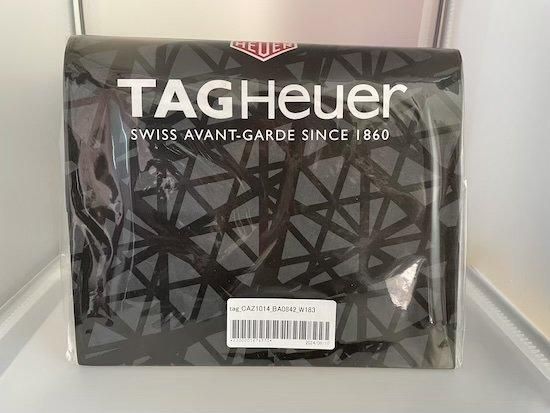 HEUER
TAGHeuer
SWISS AVANT-GARDE SINCE 1860
tag_CAZ1014_BA0842_W183